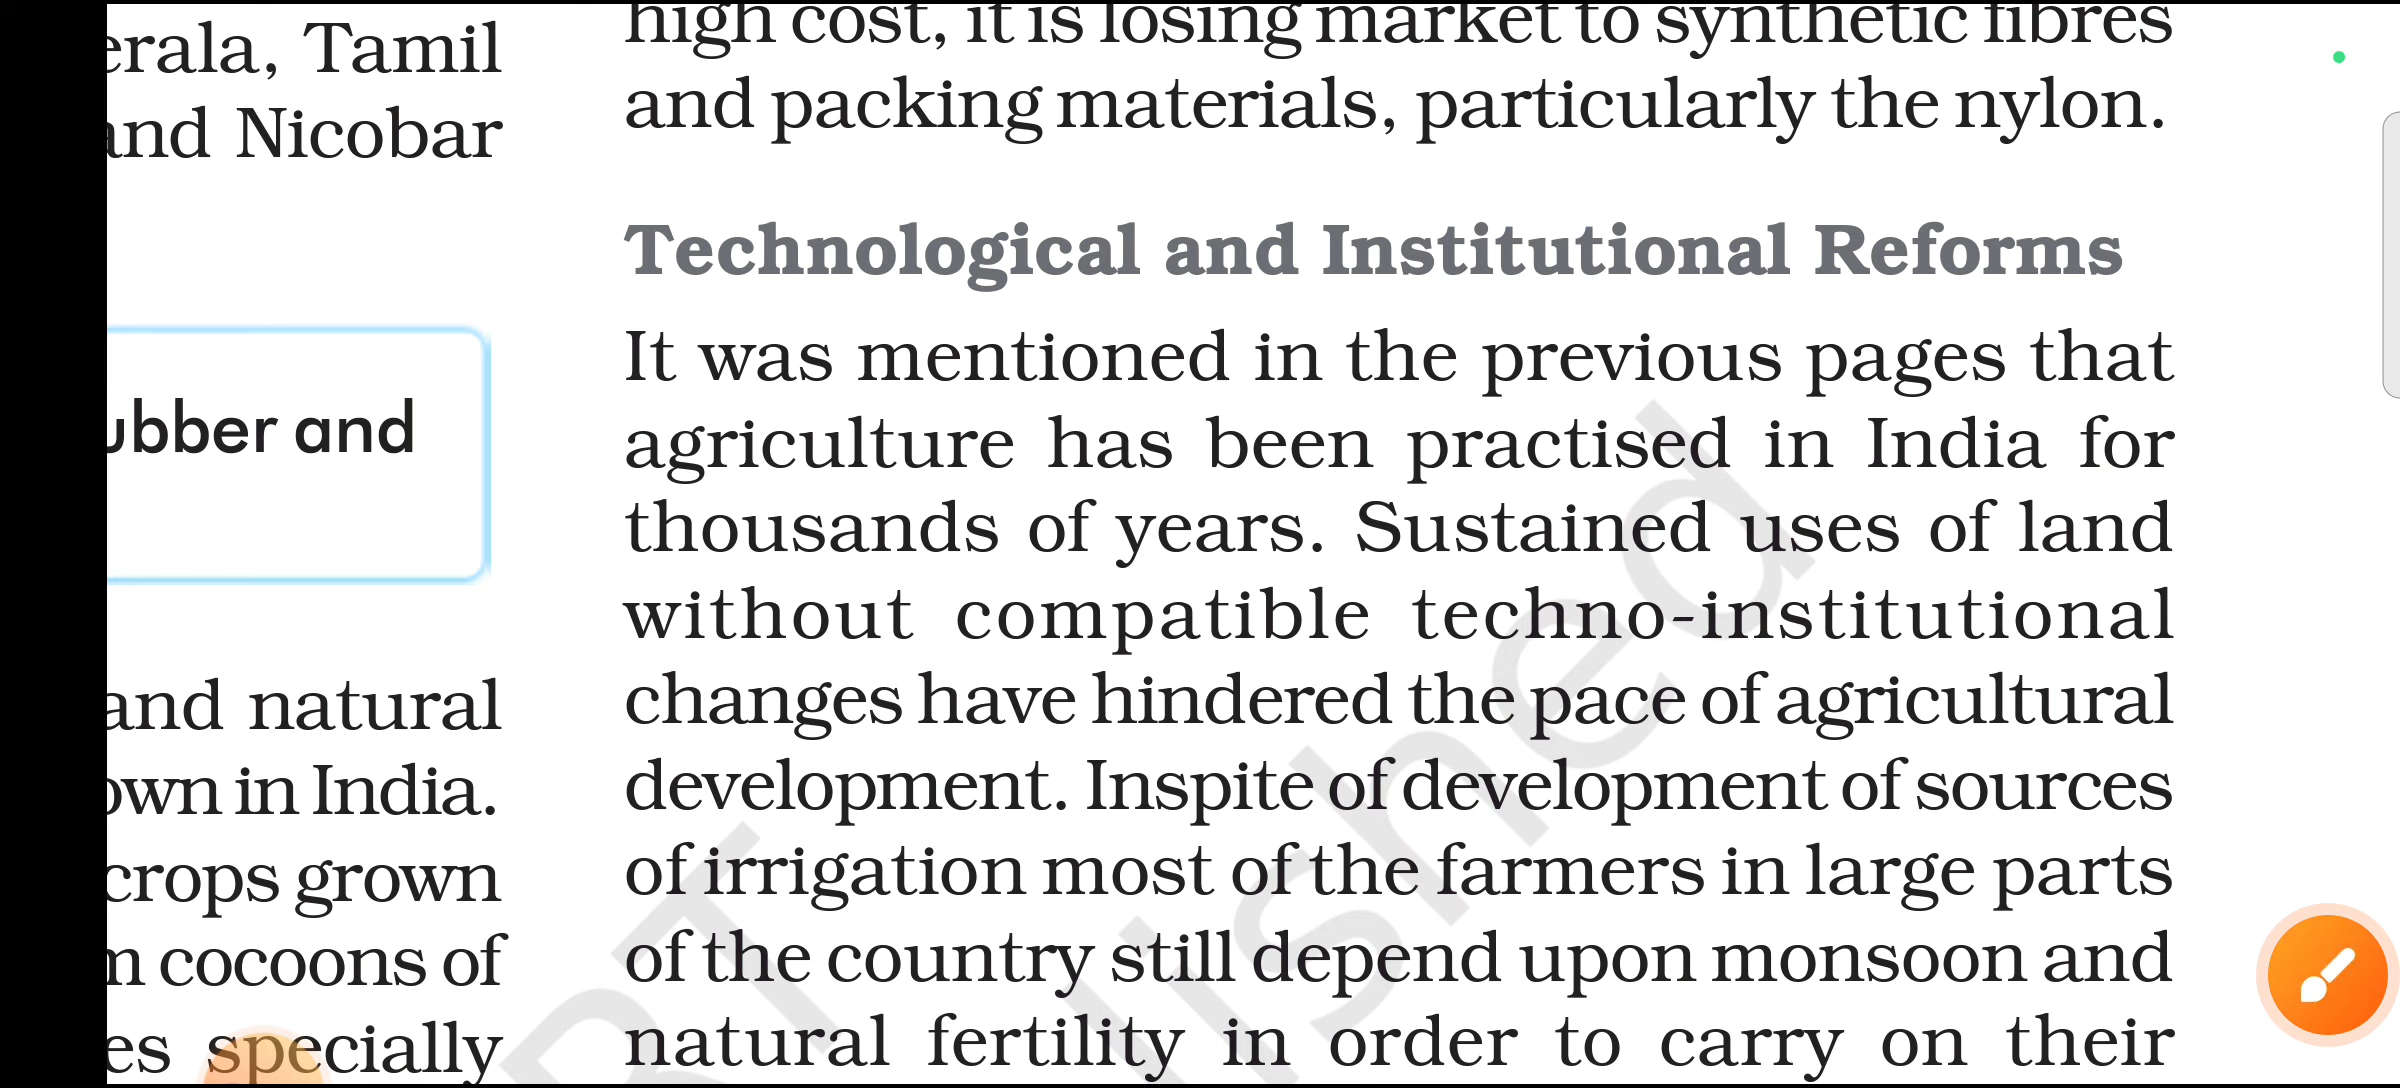 erala, Tamil
and Nicobar
ubber and
and natural
own in India.
crops grown
m cocoons of
es specially
high cost, it is losing market to synthetic fibres
and packing materials, particularly the nylon.
Technological and Institutional Reforms
It was mentioned in the previous pages that
agriculture has been practised in India for
thousands of years. Sustained uses of land
without compatible techno-institutional
changes have hindered the pace of agricultural
development. Inspite of development of sources
of irrigation most of the farmers in large parts
of the country still depend upon monsoon and
natural fertility in order to carry on their